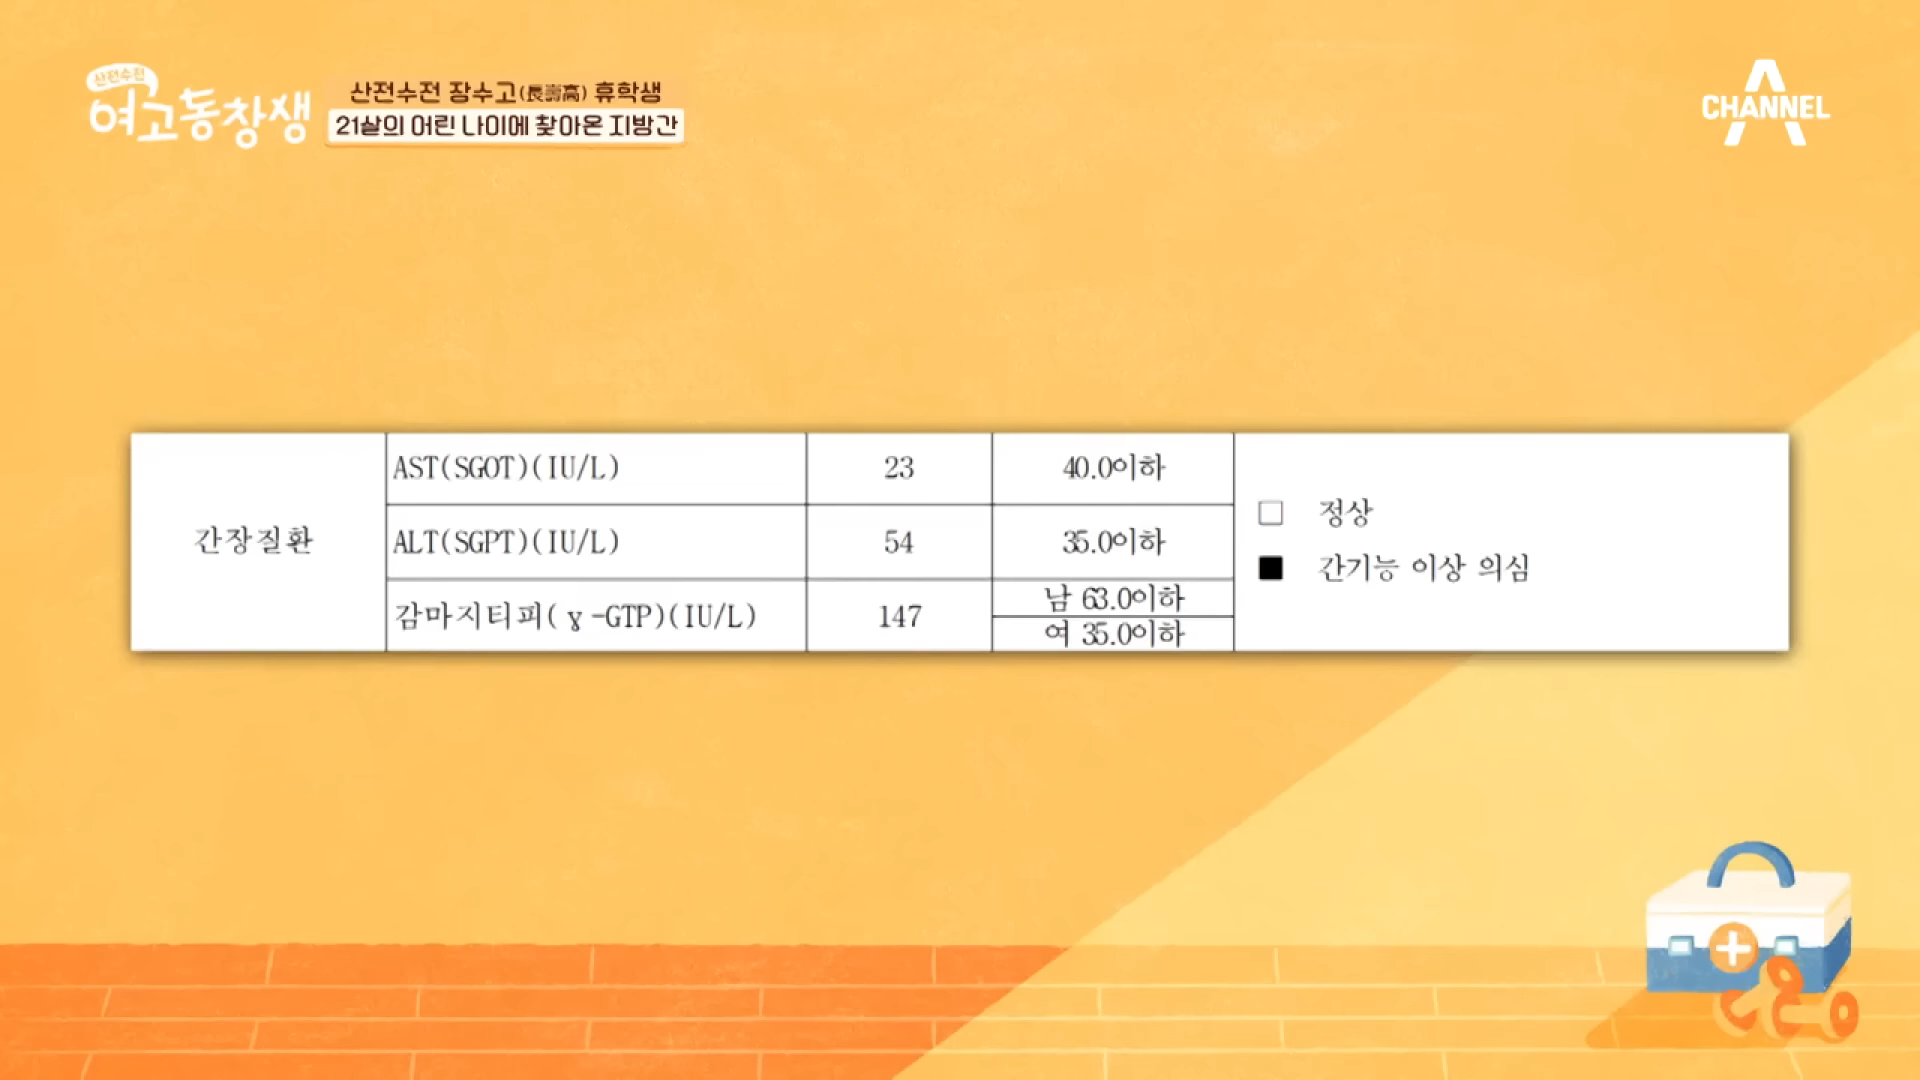 산전수전
여고동창생
산전수전 장수고(長壽高) 휴학생
21살의 어린 나이에 찾아온 지방간
CHANNEL A
간장질환
AST(SGOT)(IU/L) 23 40.0이하
ALT(SGPT)(IU/L) 54 35.0이하
감마지티피(γ-GTP)(IU/L) 147 남 63.0이하
여 35.0이하
□ 정상
■ 간기능 이상 의심